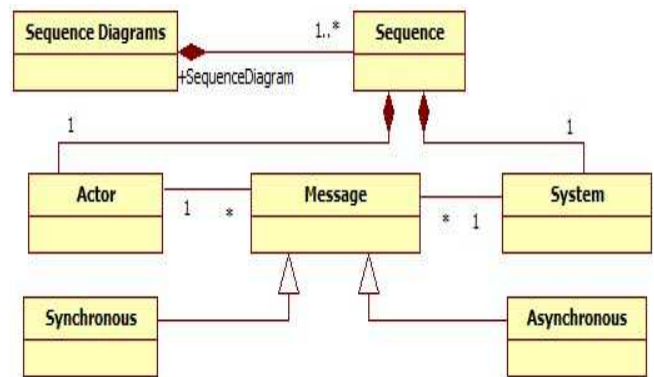 Sequence Diagrams
1..*
Sequence
+SequenceDiagram
1
1
Actor
Message
System
1
*
*
1
Synchronous
Asynchronous